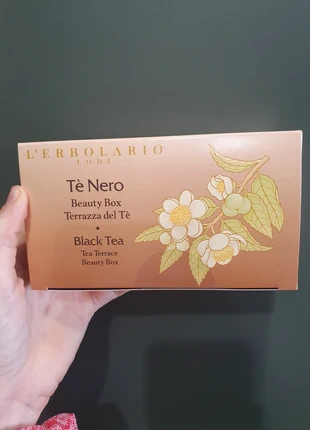 L'ERBOLARIO
LODI
Tè Nero
Beauty Box
Terrazza del Tè
•
Black Tea
Tea Terrace
Beauty Box